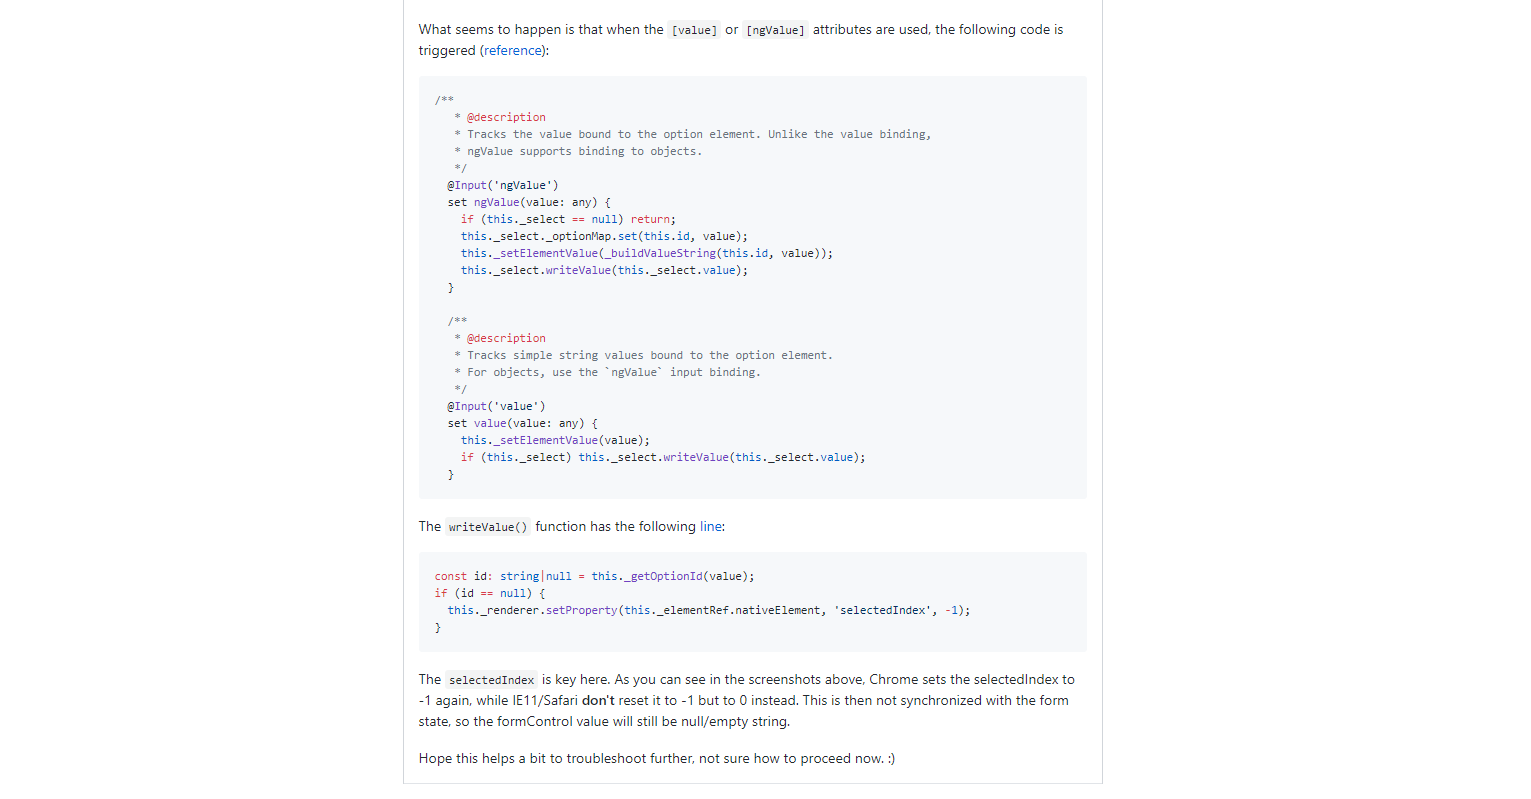 What seems to happen is that when the [value] or [ngValue] attributes are used, the following code is
triggered (reference):
/**
* @description
* Tracks the value bound to the option element. Unlike the value binding,
* ngValue supports binding to objects.
*/
@Input('ngValue')
set ngValue(value: any) {
if (this._select == null) return;
this._select._optionMap.set(this.id, value);
this._setElementValue(_buildValueString(this.id, value));
this._select.writeValue(this._select.value);
}
/**
* @description
* Tracks simple string values bound to the option element.
* For objects, use the `ngValue` input binding.
*/
@Input('value')
set value(value: any) {
this._setElementValue(value);
if (this._select) this._select.writeValue(this._select.value);
}
The writeValue() function has the following line:
const id: string|null = this._getOptionId(value);
if (id == null) {
this._renderer.setProperty(this._elementRef.nativeElement, 'selectedIndex', -1);
}
The selectedIndex is key here. As you can see in the screenshots above, Chrome sets the selectedIndex to
-1 again, while IE11/Safari don't reset it to -1 but to 0 instead. This is then not synchronized with the form
state, so the formControl value will still be null/empty string.
Hope this helps a bit to troubleshoot further, not sure how to proceed now. :)